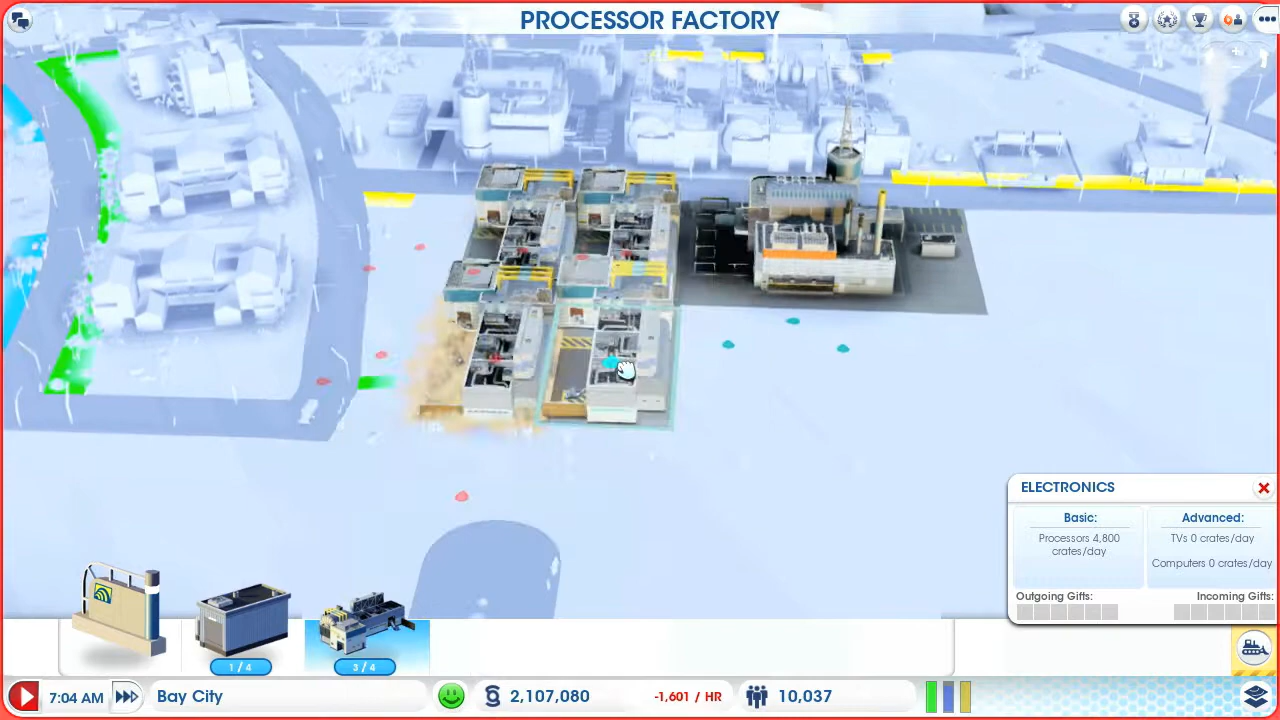 PROCESSOR FACTORY
ELECTRONICS
Basic:
Processors 4,800
crates/day
Advanced:
TVs 0 crates/day
Computers 0 crates/day
Outgoing Gifts:
Incoming Gifts:
1 / 4
3 / 4
7:04 AM
Bay City
2,107,080
-1,601 / HR
10,037